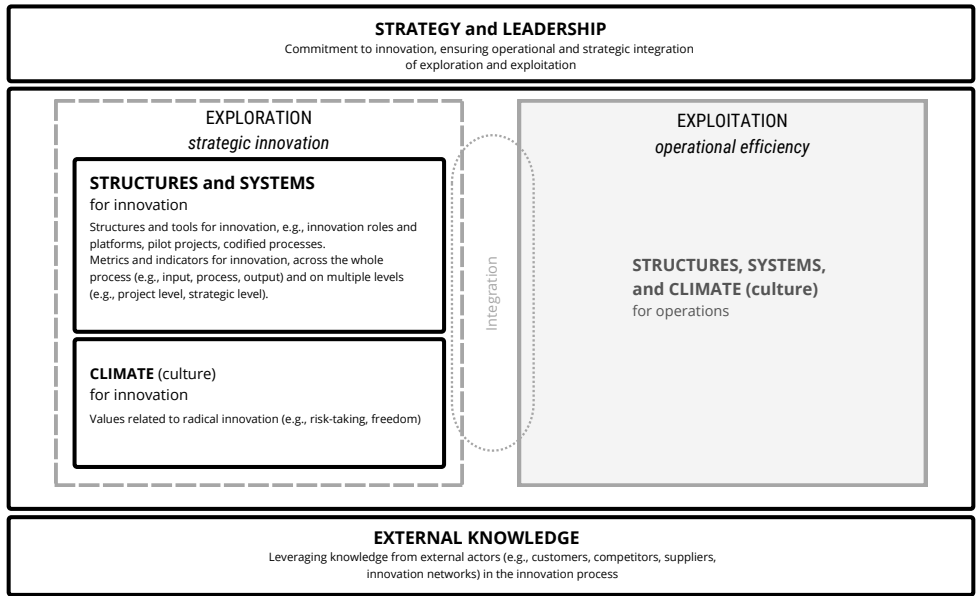 STRATEGY and LEADERSHIP
Commitment to innovation, ensuring operational and strategic integration
of exploration and exploitation
EXPLORATION
strategic innovation
STRUCTURES and SYSTEMS
for innovation
Structures and tools for innovation, e.g., innovation roles and
platforms, pilot projects, codified processes.
Metrics and indicators for innovation, across the whole
process (e.g., input, process, output) and on multiple levels
(e.g., project level, strategic level).
CLIMATE (culture)
for innovation
Values related to radical innovation (e.g., risk-taking, freedom)
Integration
EXPLOITATION
operational efficiency
STRUCTURES, SYSTEMS,
and CLIMATE (culture)
for operations
EXTERNAL KNOWLEDGE
Leveraging knowledge from external actors (e.g., customers, competitors, suppliers,
innovation networks) in the innovation process